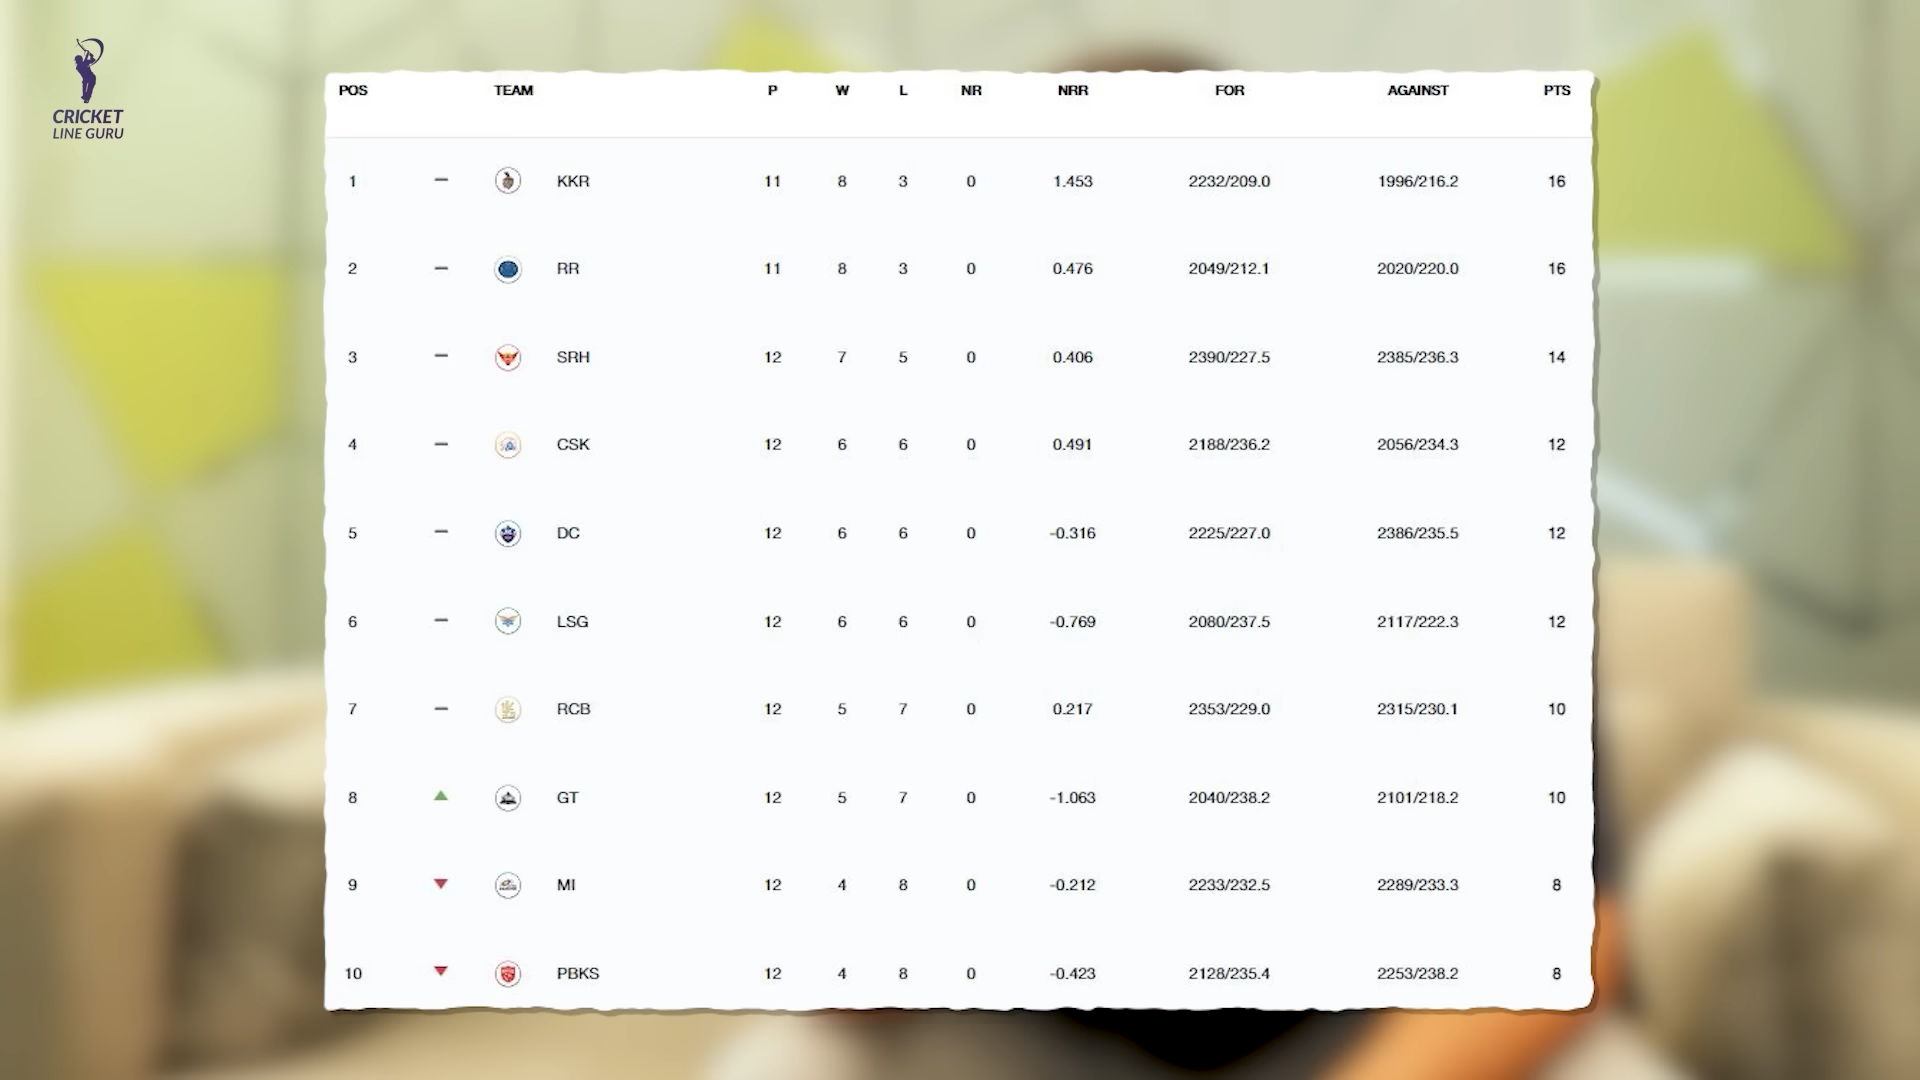 CRICKET
LINE GURU
POS TEAM P W L NR NRR FOR AGAINST PTS
1 — KKR 11 8 3 0 1.453 2232/209.0 1996/216.2 16
2 — RR 11 8 3 0 0.476 2049/212.1 2020/220.0 16
3 — SRH 12 7 5 0 0.406 2390/227.5 2385/236.3 14
4 — CSK 12 6 6 0 0.491 2188/236.2 2056/234.3 12
5 — DC 12 6 6 0 -0.316 2225/227.0 2386/235.5 12
6 — LSG 12 6 6 0 -0.769 2080/237.5 2117/222.3 12
7 — RCB 12 5 7 0 0.217 2353/229.0 2315/230.1 10
8 GT 12 5 7 0 -1.063 2040/238.2 2101/218.2 10
9 MI 12 4 8 0 -0.212 2233/232.5 2289/233.3 8
10 PBKS 12 4 8 0 -0.423 2128/235.4 2253/238.2 8